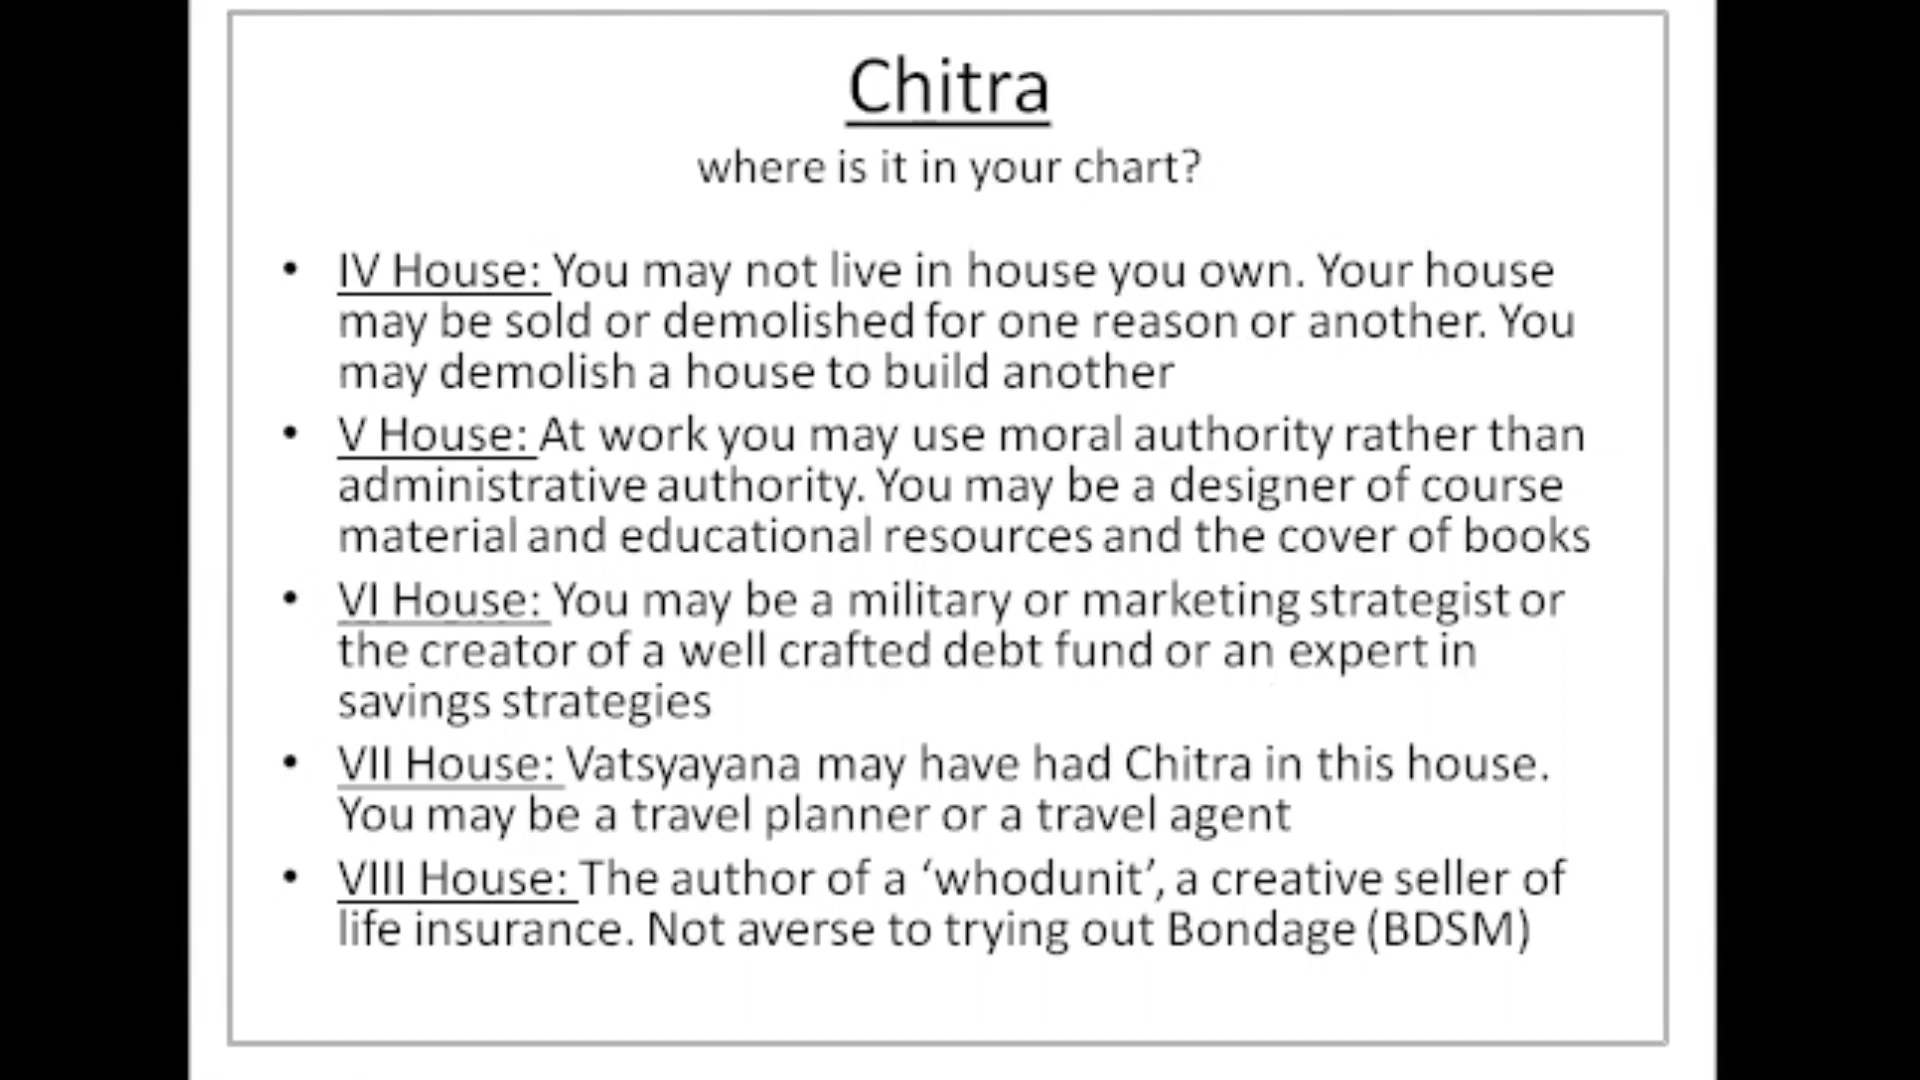 Chitra
where is it in your chart?
• IV House: You may not live in house you own. Your house
may be sold or demolished for one reason or another. You
may demolish a house to build another
• V House: At work you may use moral authority rather than
administrative authority. You may be a designer of course
material and educational resources and the cover of books
• VI House: You may be a military or marketing strategist or
the creator of a well crafted debt fund or an expert in
savings strategies
• VII House: Vatsyayana may have had Chitra in this house.
You may be a travel planner or a travel agent
• VIII House: The author of a ‘whodunit’, a creative seller of
life insurance. Not averse to trying out Bondage (BDSM)